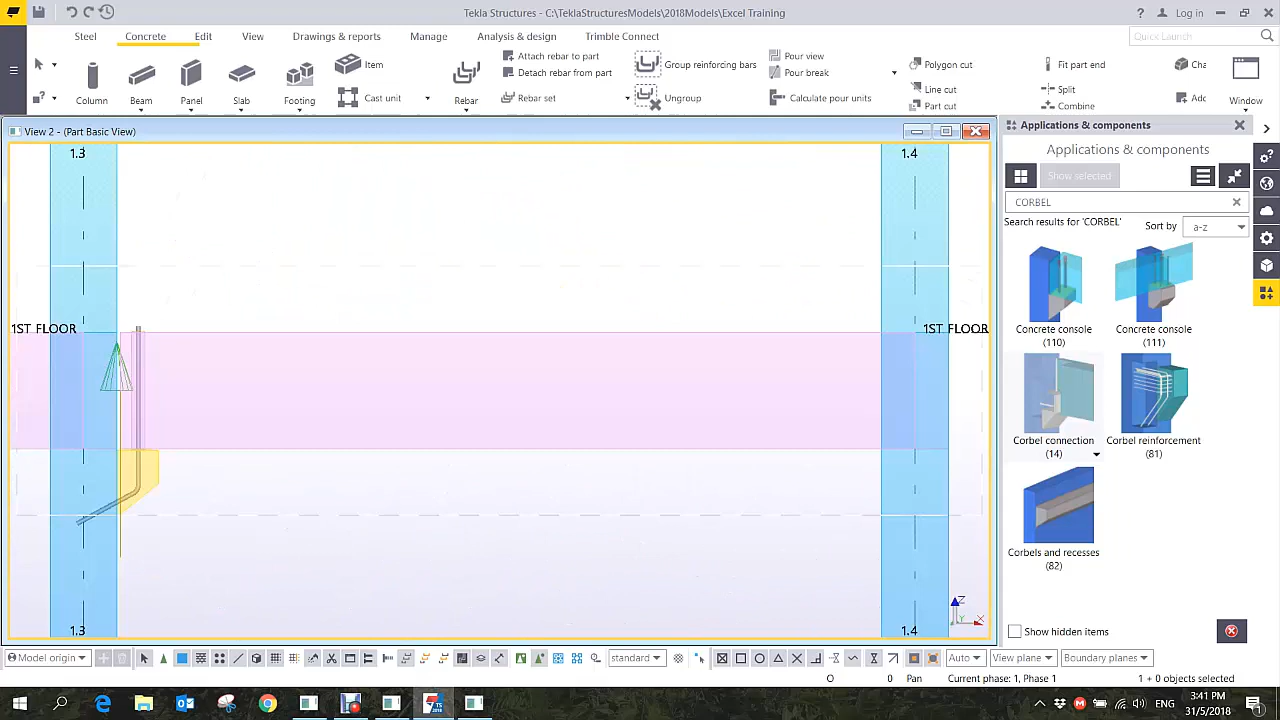 Tekla Structures - C:\TeklaStructuresModels\2018Models\Excel Training
Log in
Steel
Concrete
Edit
View
Drawings & reports
Manage
Analysis & design
Trimble Connect
Quick Launch
Column
Beam
Panel
Slab
Footing
Item
Cast unit
Rebar
Attach rebar to part
Detach rebar from part
Rebar set
Group reinforcing bars
Ungroup
Pour view
Pour break
Calculate pour units
Polygon cut
Line cut
Part cut
Fit part end
Split
Combine
Cha
Adc
Window
View 2 - (Part Basic View)
1.3
1.4
1ST FLOOR
1ST FLOOR
1.3
1.4
Z
X
Y
Applications & components
Applications & components
Show selected
CORBEL
Search results for 'CORBEL'
Sort by
a-z
Concrete console
(110)
Concrete console
(111)
Corbel connection
(14)
Corbel reinforcement
(81)
Corbels and recesses
(82)
Show hidden items
Model origin
standard
Auto
View plane
Boundary planes
O
0
Pan
Current phase: 1, Phase 1
1 + 0 objects selected
ENG
3:41 PM
31/5/2018